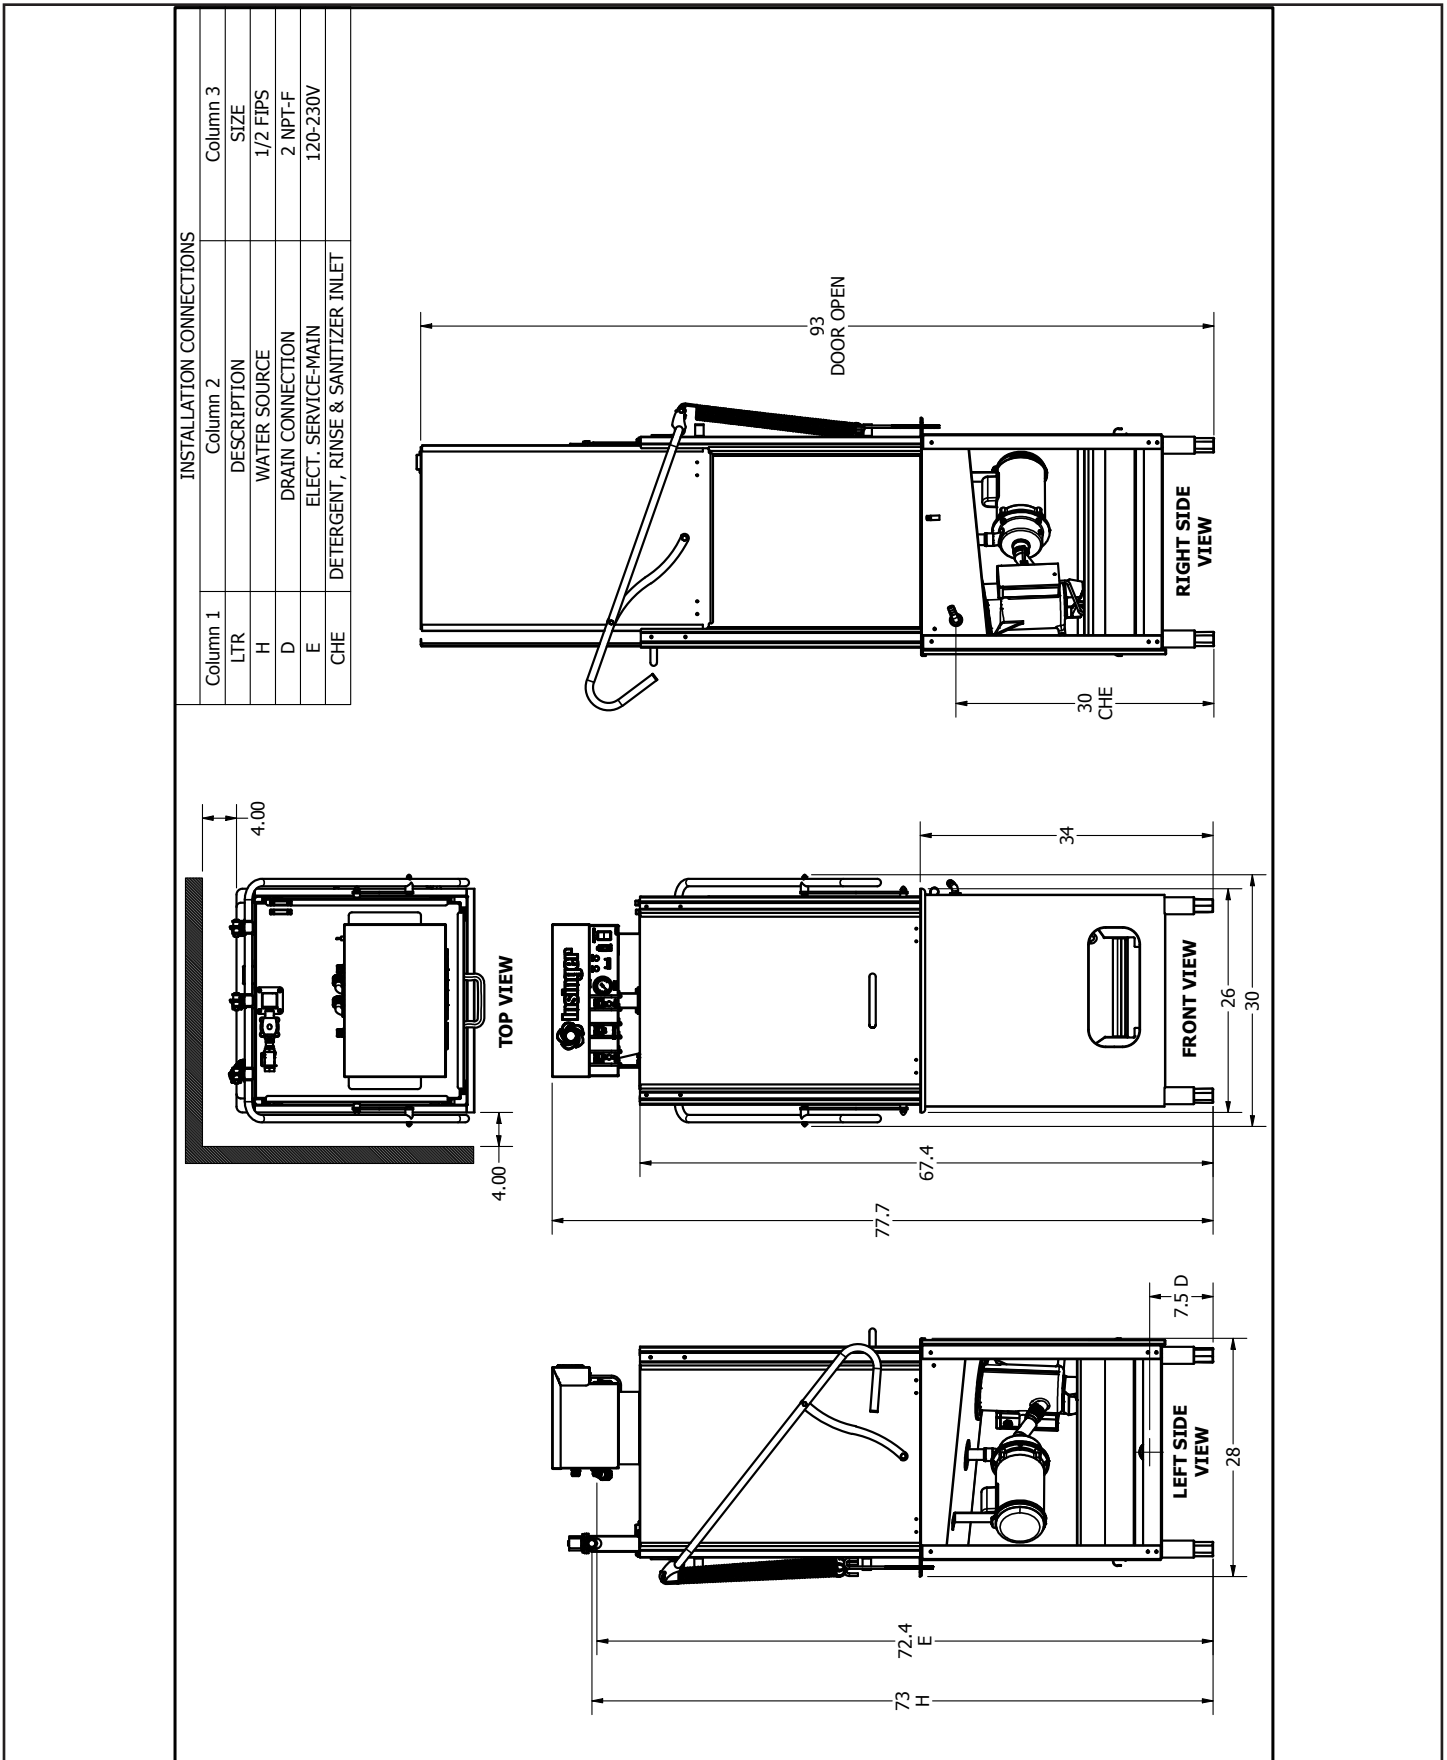 INSTALLATION CONNECTIONS
Column 1 Column 2 Column 3
LTR DESCRIPTION SIZE
H WATER SOURCE 1/2 FIPS
D DRAIN CONNECTION 2 NPT-F
E ELECT. SERVICE-MAIN 120-230V
CHE DETERGENT, RINSE & SANITIZER INLET
4.00
4.00
TOP VIEW
73
H
72.4
E
28
7.5 D
LEFT SIDE
VIEW
77.7
67.4
Insinger
34
26
30
FRONT VIEW
93
DOOR OPEN
30
CHE
RIGHT SIDE
VIEW